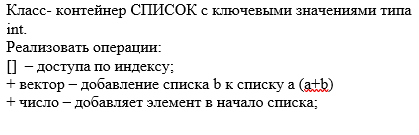 Класс- контейнер СПИСОК с ключевыми значениями типа
int.
Реализовать операции:
[]  – доступа по индексу;
+ вектор – добавление списка b к списку a (a+b)
+ число – добавляет элемент в начало списка;